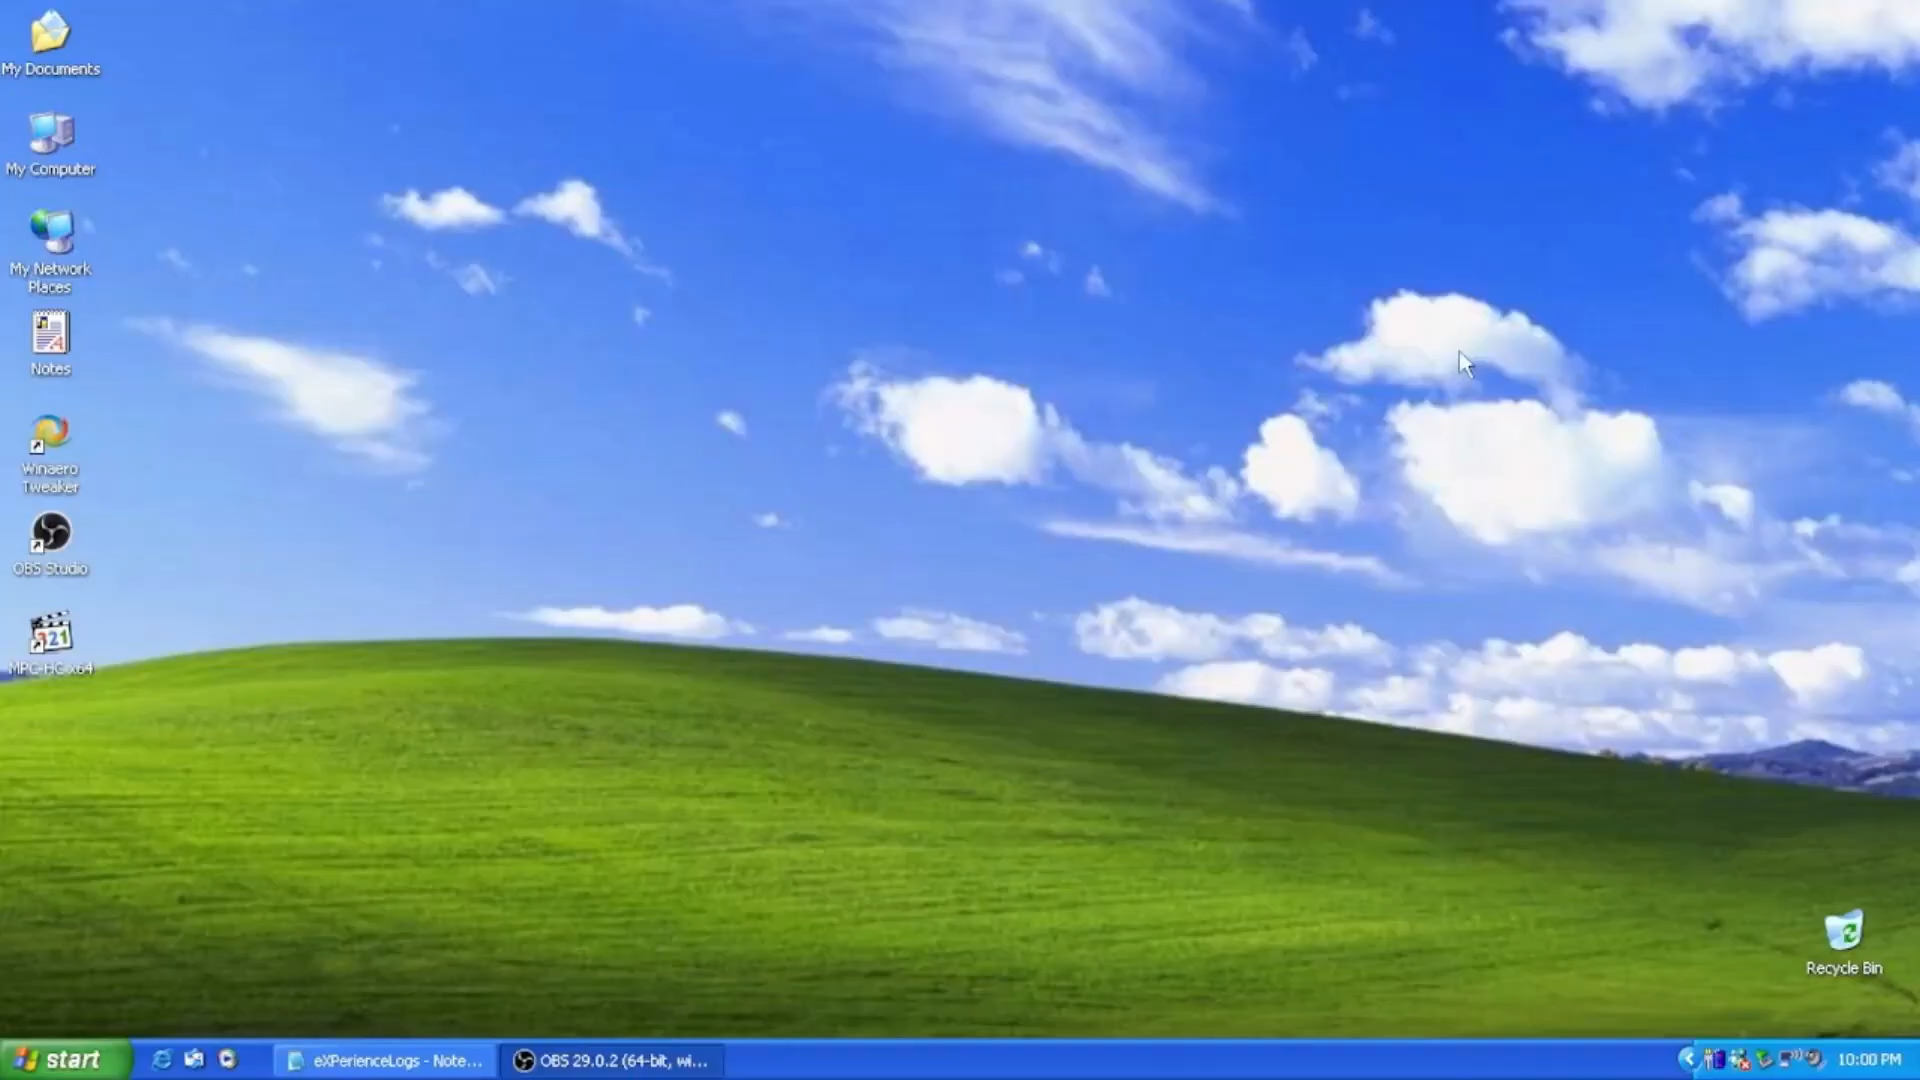 My Documents
My Computer
My Network
Places
Notes
Winaero
Tweaker
OBS Studio
321
MPC-HC x64
Recycle Bin
start
eXPerienceLogs - Note...
OBS 29.0.2 (64-bit, wi...
10:00 PM